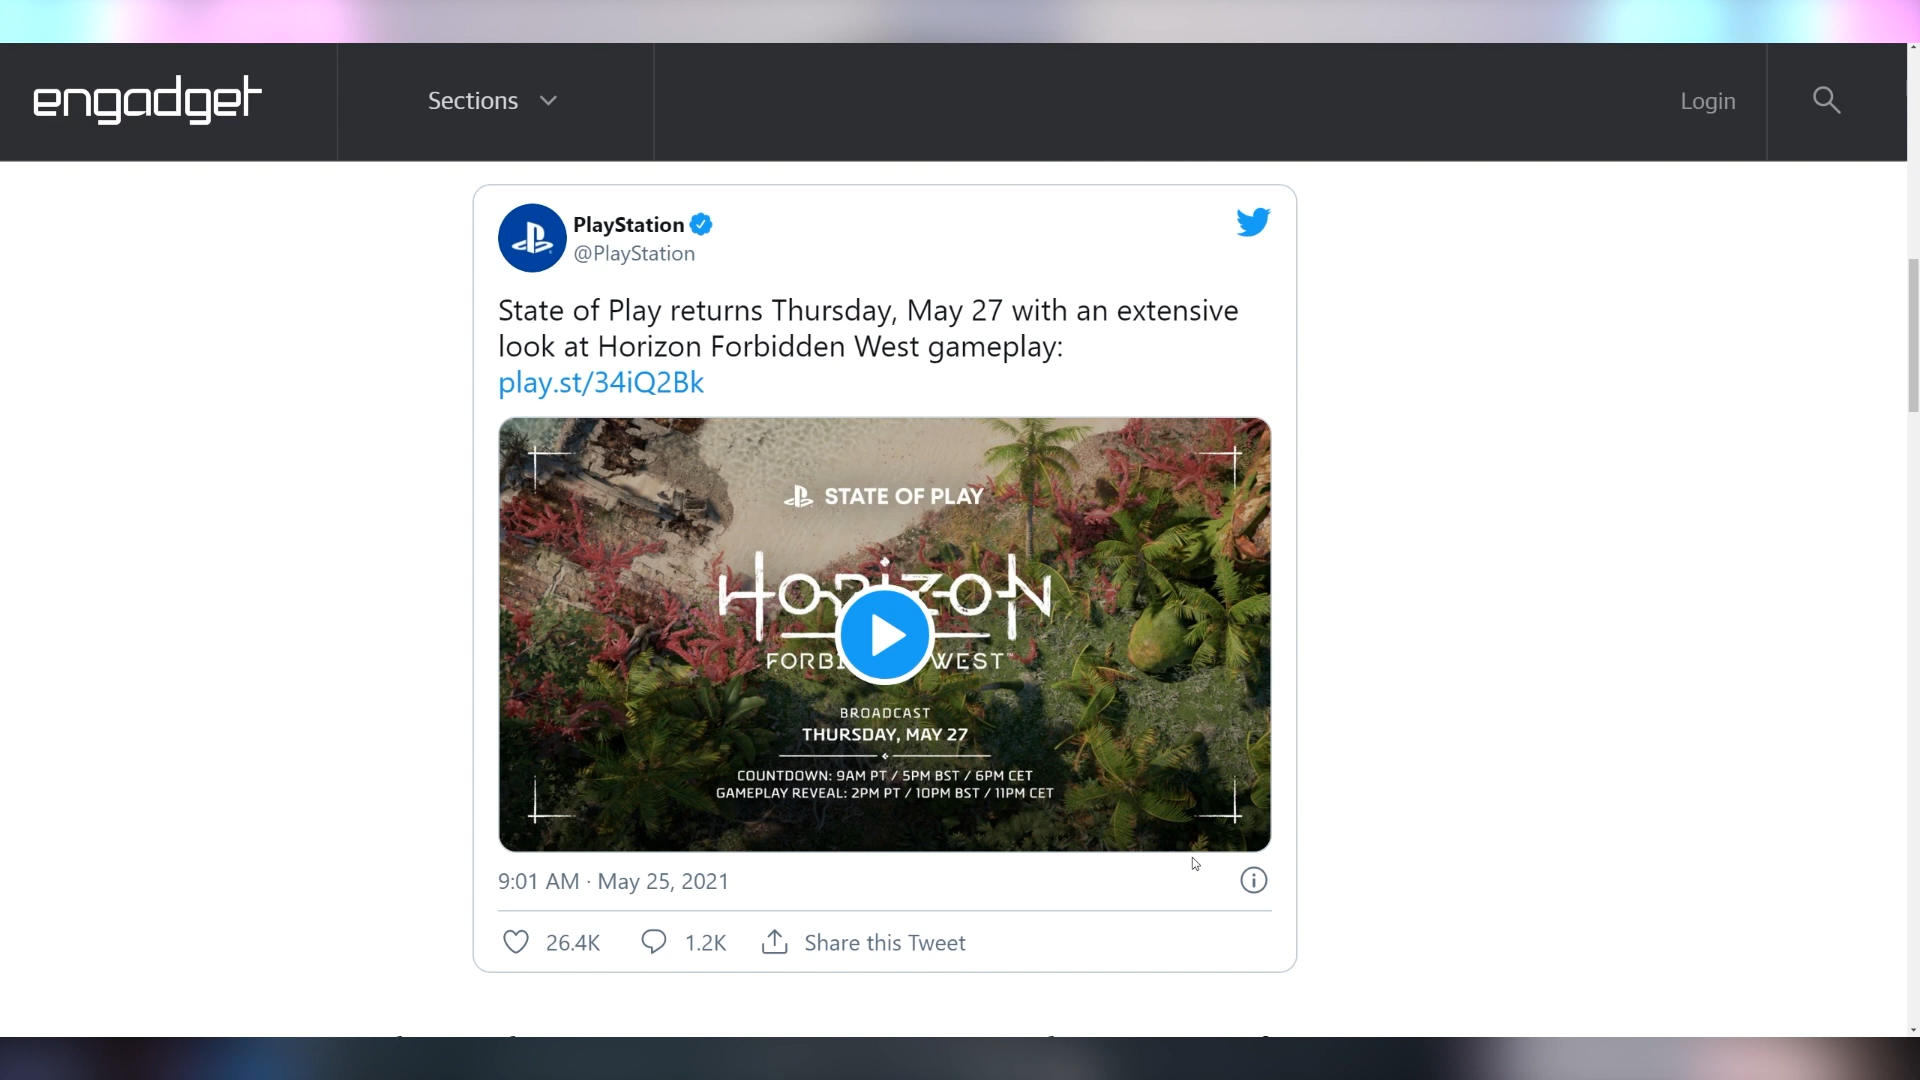 engadget
Sections
Login
PlayStation
@PlayStation
State of Play returns Thursday, May 27 with an extensive
look at Horizon Forbidden West gameplay:
play.st/34iQ2Bk
STATE OF PLAY
HORIZON
WEST™
BROADCAST
THURSDAY, MAY 27
COUNTDOWN: 9AM PT / 5PM BST / 6PM CET
GAMEPLAY REVEAL: 2PM PT / 10PM BST / 11PM CET
9:01 AM · May 25, 2021
26.4K
1.2K
Share this Tweet